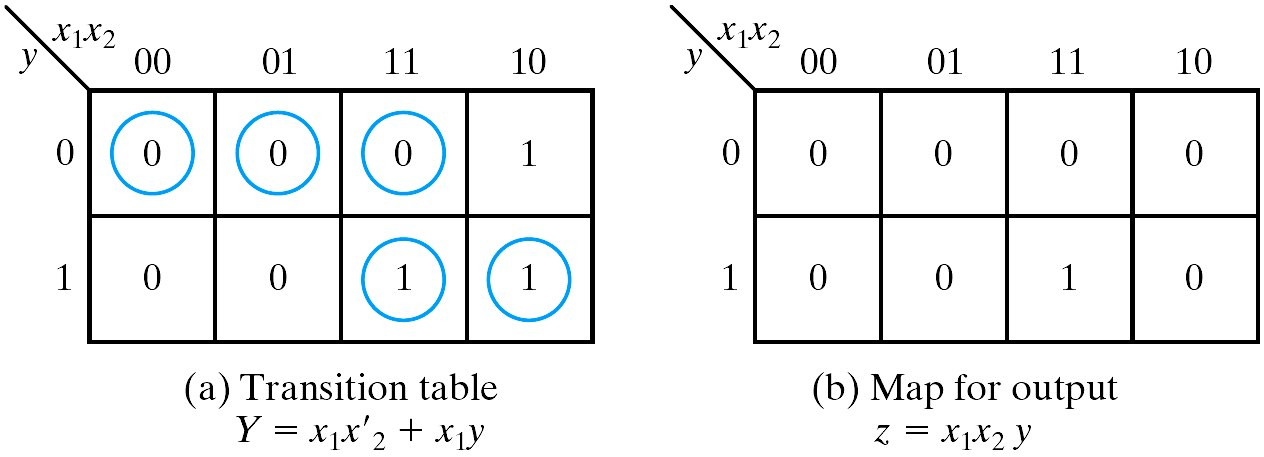 x₁x₂
y 00 01 11 10
0 0 0 0 1
1 0 0 1 1
(a) Transition table
Y = x₁x′₂ + x₁y
x₁x₂
y 00 01 11 10
0 0 0 0 0
1 0 0 1 0
(b) Map for output
z = x₁x₂ y